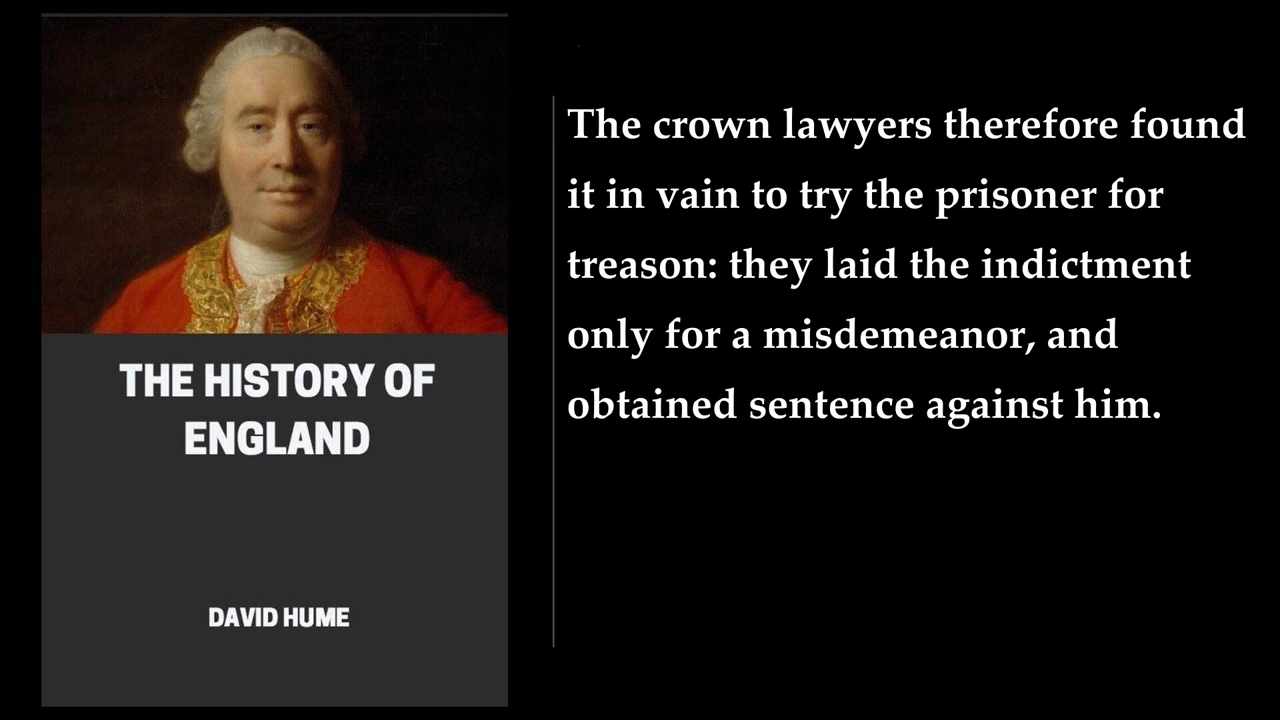 THE HISTORY OF
ENGLAND
DAVID HUME
The crown lawyers therefore found
it in vain to try the prisoner for
treason: they laid the indictment
only for a misdemeanor, and
obtained sentence against him.